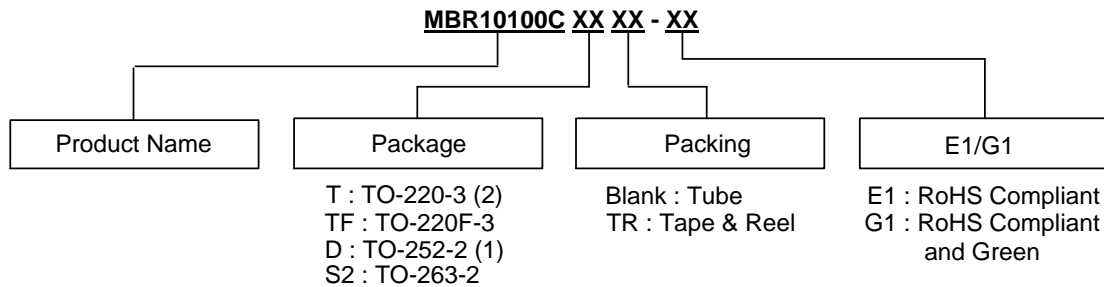 MBR10100C XX XX - XX
Product Name
Package
Packing
E1/G1
T : TO-220-3 (2)
TF : TO-220F-3
D : TO-252-2 (1)
S2 : TO-263-2
Blank : Tube
TR : Tape & Reel
E1 : RoHS Compliant
G1 : RoHS Compliant
and Green